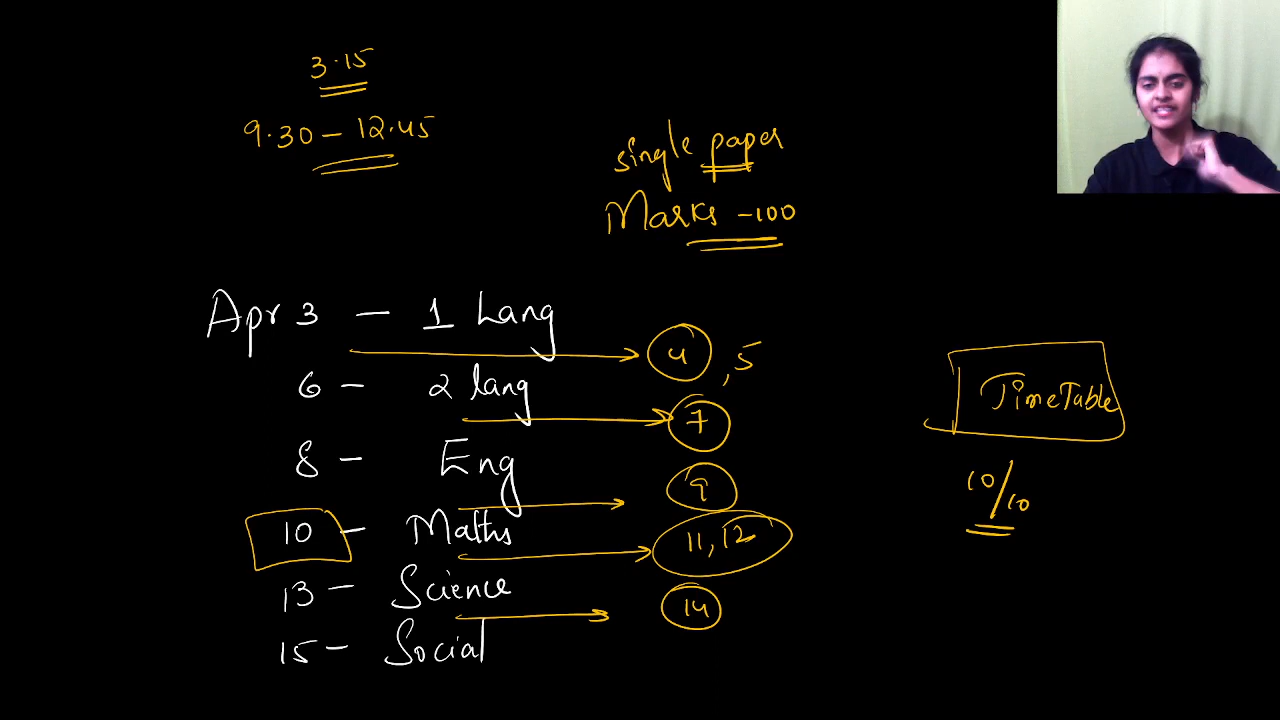 3.15
9.30 - 12.45
single paper
Marks - 100
Apr 3 - 1 Lang
4, 5
6 - 2 lang
7
8 - Eng
9
10 - Maths
11, 12
13 - Science
14
15 - Social
TimeTable
10/10